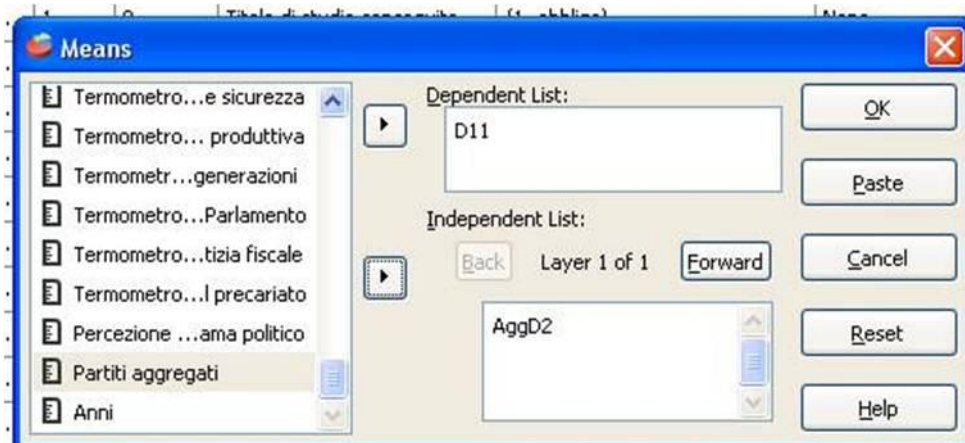 Titolo di studio conseguito
None
Means
Termometro...e sicurezza
Termometro... produttiva
Termometr...generazioni
Termometro...Parlamento
Termometro...tizia fiscale
Termometro...l precariato
Percezione ...ama politico
Partiti aggregati
Anni
Dependent List:
D11
Independent List:
Back
Layer 1 of 1
Forward
AggD2
OK
Paste
Cancel
Reset
Help